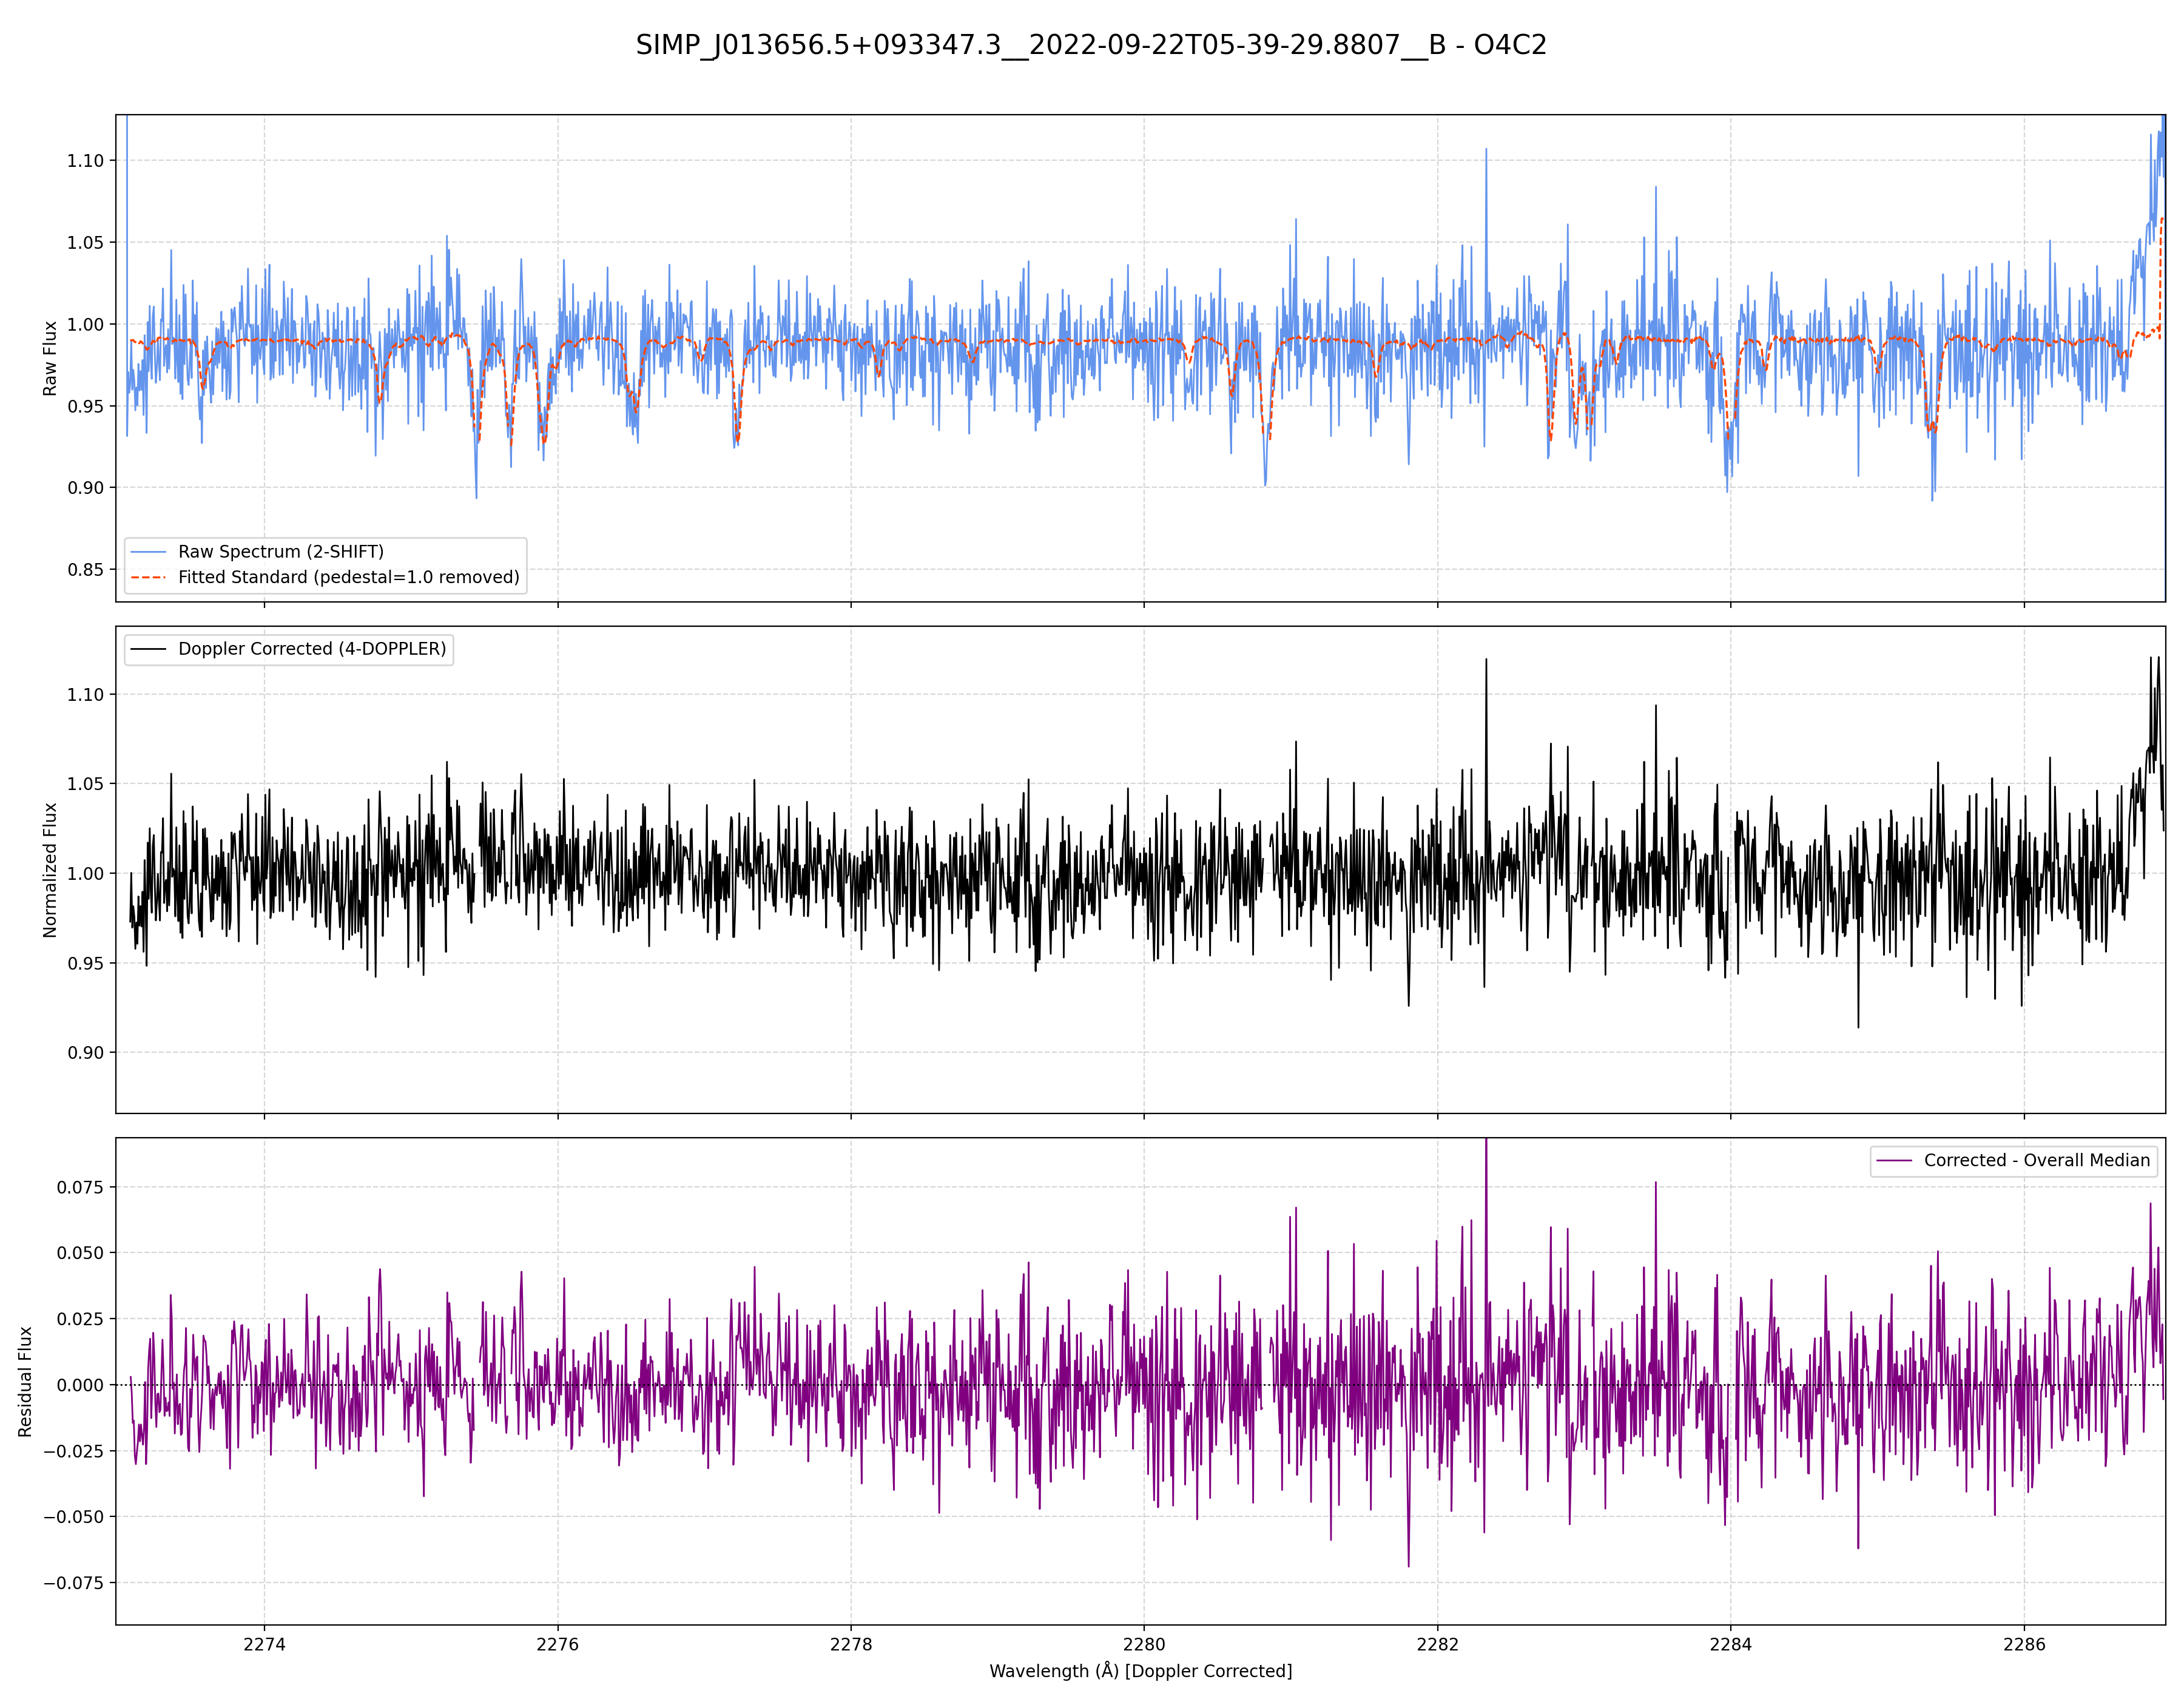 SIMP_J013656.5+093347.3__2022-09-22T05-39-29.8807__B - O4C2
Raw Flux
1.10
1.05
1.00
0.95
0.90
0.85
Raw Spectrum (2-SHIFT)
Fitted Standard (pedestal=1.0 removed)
Normalized Flux
1.10
1.05
1.00
0.95
0.90
Doppler Corrected (4-DOPPLER)
Residual Flux
0.075
0.050
0.025
0.000
−0.025
−0.050
−0.075
Corrected - Overall Median
2274 2276 2278 2280 2282 2284 2286
Wavelength (Å) [Doppler Corrected]